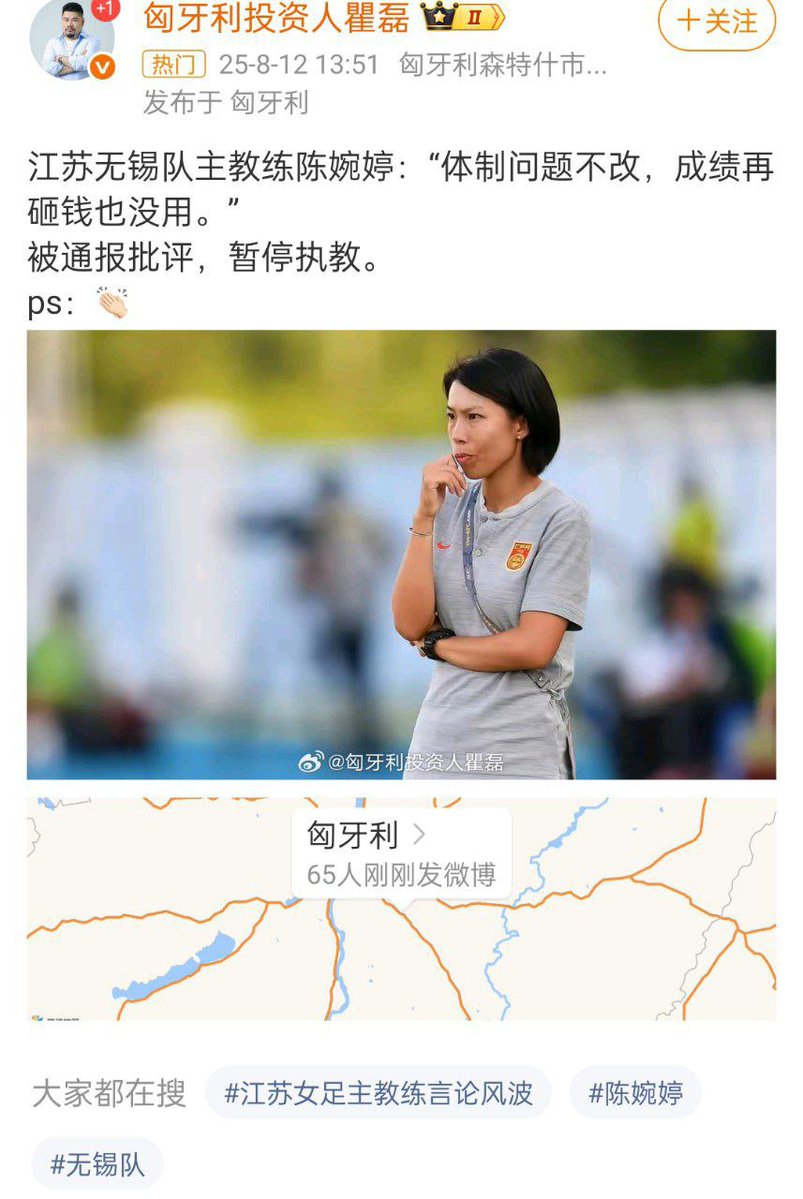 +1
匈牙利投资人瞿磊 II
+关注
热门 25-8-12 13:51 匈牙利森特什市...
发布于 匈牙利
江苏无锡队主教练陈婉婷：“体制问题不改，成绩再
砸钱也没用。”
被通报批评，暂停执教。
ps：
@匈牙利投资人瞿磊
匈牙利
65人刚刚发微博
大家都在搜
#江苏女足主教练言论风波
#陈婉婷
#无锡队